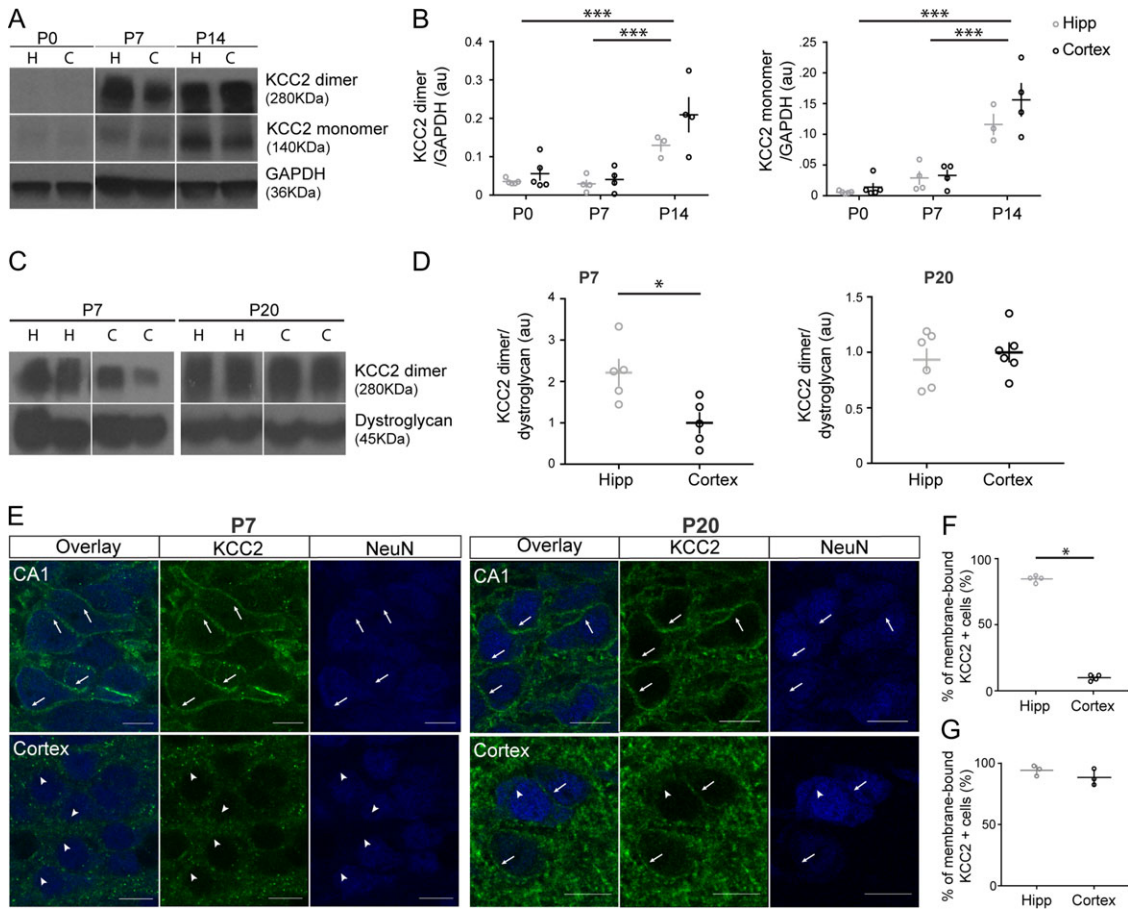 A
P0 P7 P14
H C H C H C
KCC2 dimer
(280KDa)
KCC2 monomer
(140KDa)
GAPDH
(36KDa)
B
***
***
KCC2 dimer
/GAPDH (au)
0.4
0.3
0.2
0.1
0
P0 P7 P14
***
***
KCC2 monomer
/GAPDH (au)
.20
.15
.10
.05
0
P0 P7 P14
Hipp
Cortex
C
P7 P20
H H C C H H C C
KCC2 dimer
(280KDa)
Dystroglycan
(45KDa)
D
P7
*
KCC2 dimer/
dystroglycan (au)
4
3
2
1
0
Hipp Cortex
P20
KCC2 dimer/
dystroglycan (au)
1.5
1.0
0.5
0
Hipp Cortex
E
P7 P20
Overlay KCC2 NeuN Overlay KCC2 NeuN
CA1 CA1
Cortex Cortex
F
*
% of membrane-bound
KCC2 + cells (%)
100
50
0
Hipp Cortex
G
% of membrane-bound
KCC2 + cells (%)
100
50
0
Hipp Cortex